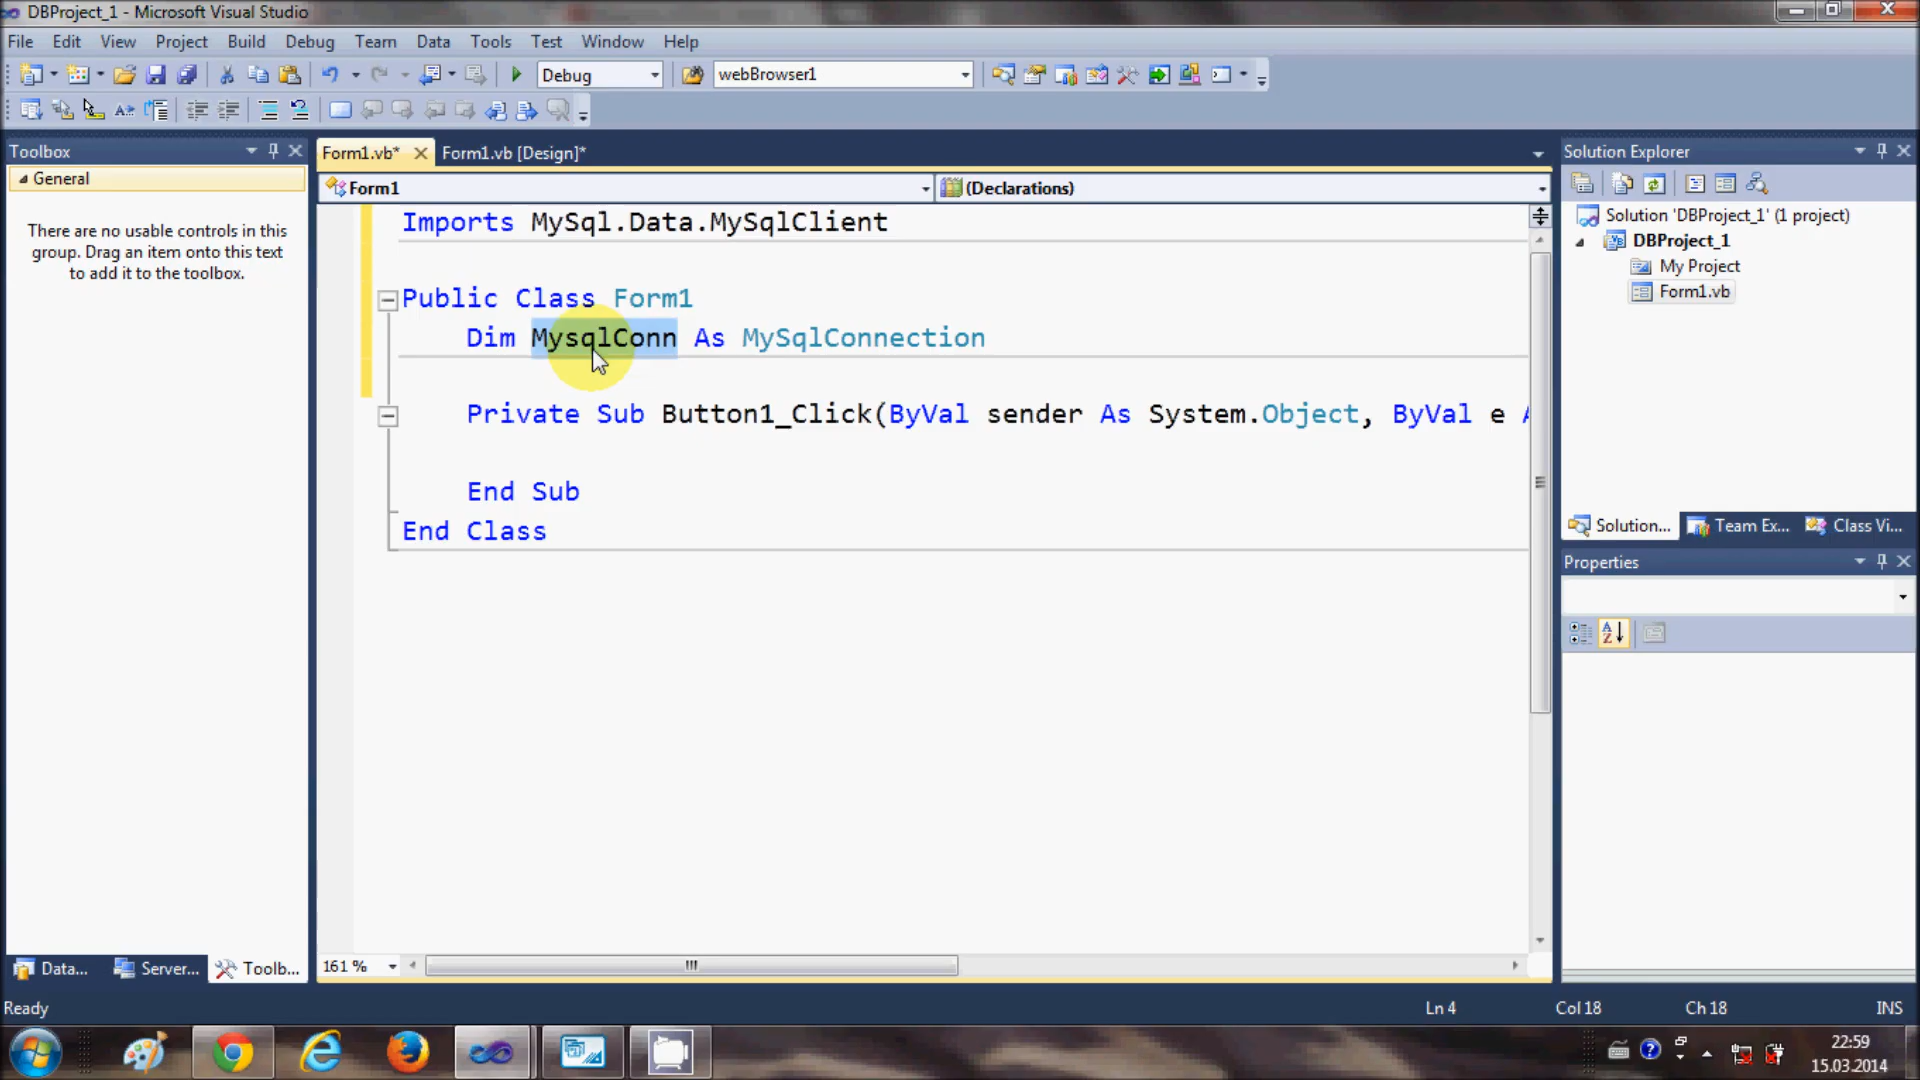 DBProject_1 - Microsoft Visual Studio
File Edit View Project Build Debug Team Data Tools Test Window Help
Debug webBrowser1
Toolbox
General
There are no usable controls in this
group. Drag an item onto this text
to add it to the toolbox.
Data... Server... Toolb...
Form1.vb* Form1.vb [Design]*
Form1 (Declarations)
Imports MySql.Data.MySqlClient
Public Class Form1
Dim MysqlConn As MySqlConnection
Private Sub Button1_Click(ByVal sender As System.Object, ByVal e A
End Sub
End Class
161 %
Solution Explorer
Solution 'DBProject_1' (1 project)
DBProject_1
My Project
Form1.vb
Solution... Team Ex... Class Vi...
Properties
Ready Ln 4 Col 18 Ch 18 INS
22:59
15.03.2014